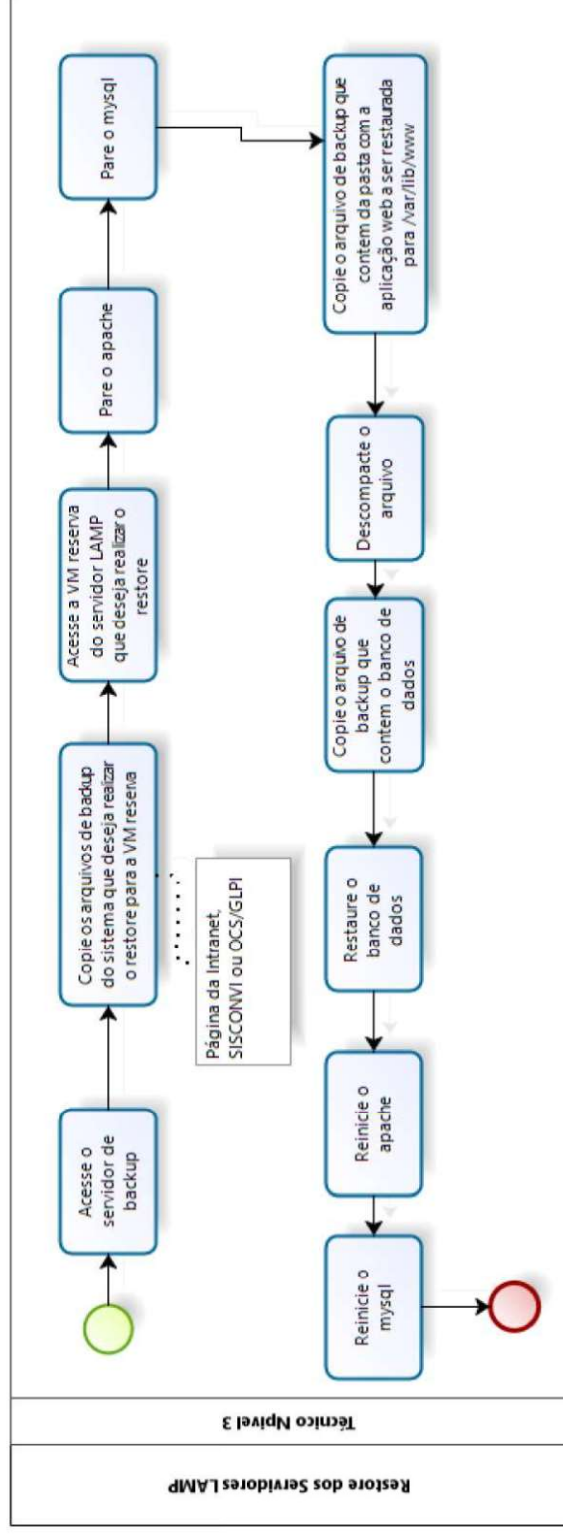 Restore dos Servidores LAMP
Técnico Npivel 3
Acesse o
servidor de
backup
Copie os arquivos de backup
do sistema que deseja realizar
o restore para a VM reserva
Página da Intranet,
SISCONVI ou OCS/GLPI
Acesse a VM reserva
do servidor LAMP
que deseja realizar o
restore
Pare o apache
Pare o mysql
Copie o arquivo de backup que
contem da pasta com a
aplicação web a ser restaurada
para /var/lib/www
Descompacte o
arquivo
Copie o arquivo de
backup que
contem o banco de
dados
Restaure o
banco de
dados
Reinicie o
apache
Reinicie o
mysql